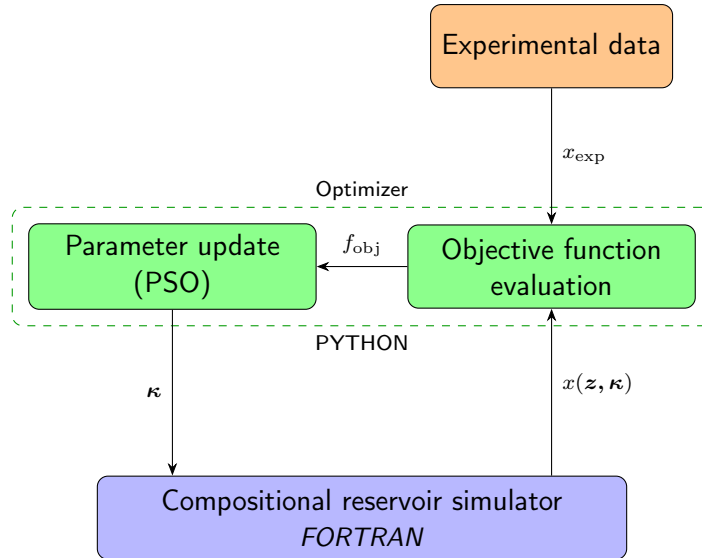 Experimental data
x_exp
Optimizer
Parameter update
(PSO)
f_obj
Objective function
evaluation
PYTHON
κ
x(z, κ)
Compositional reservoir simulator
FORTRAN